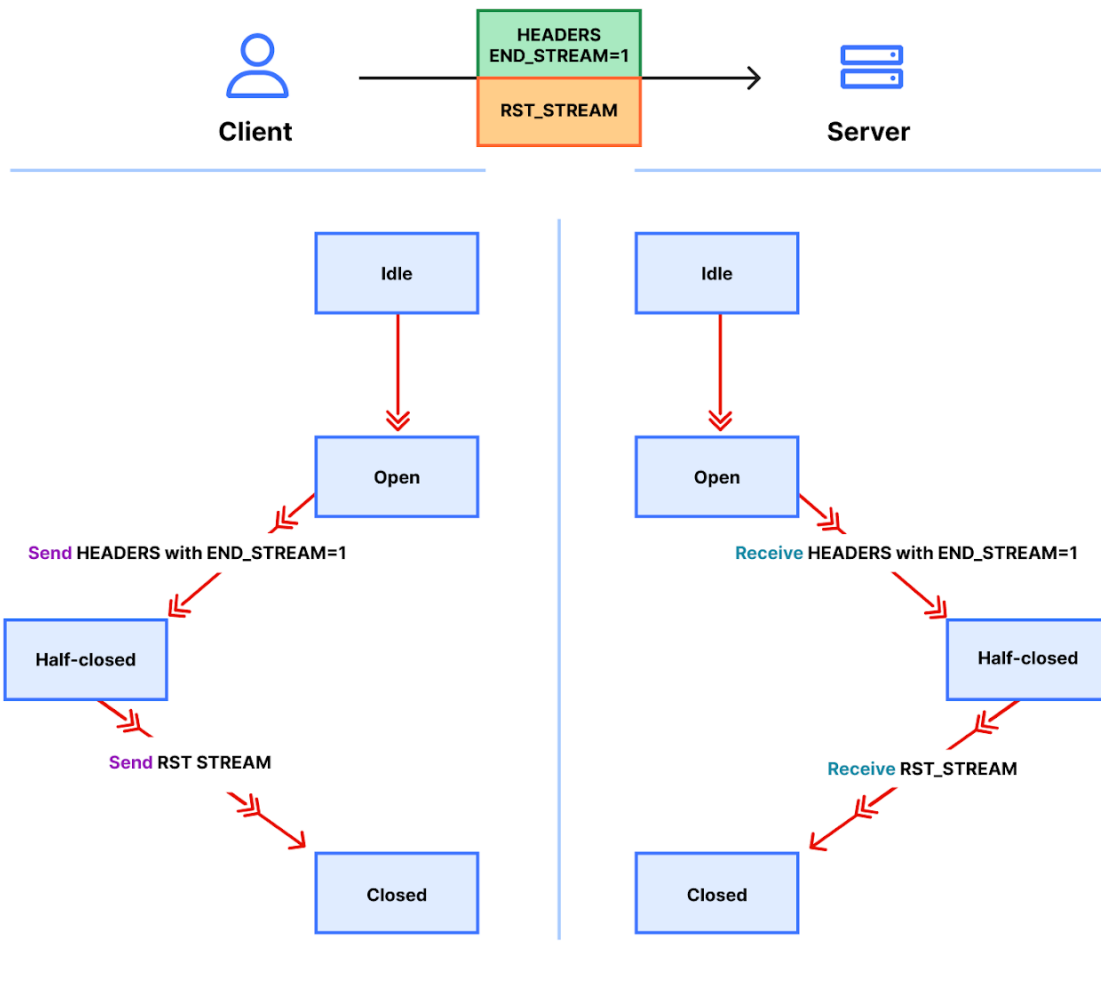 HEADERS
END_STREAM=1
RST_STREAM
Client
Server
Idle
Idle
Open
Open
Send HEADERS with END_STREAM=1
Receive HEADERS with END_STREAM=1
Half-closed
Half-closed
Send RST STREAM
Receive RST_STREAM
Closed
Closed